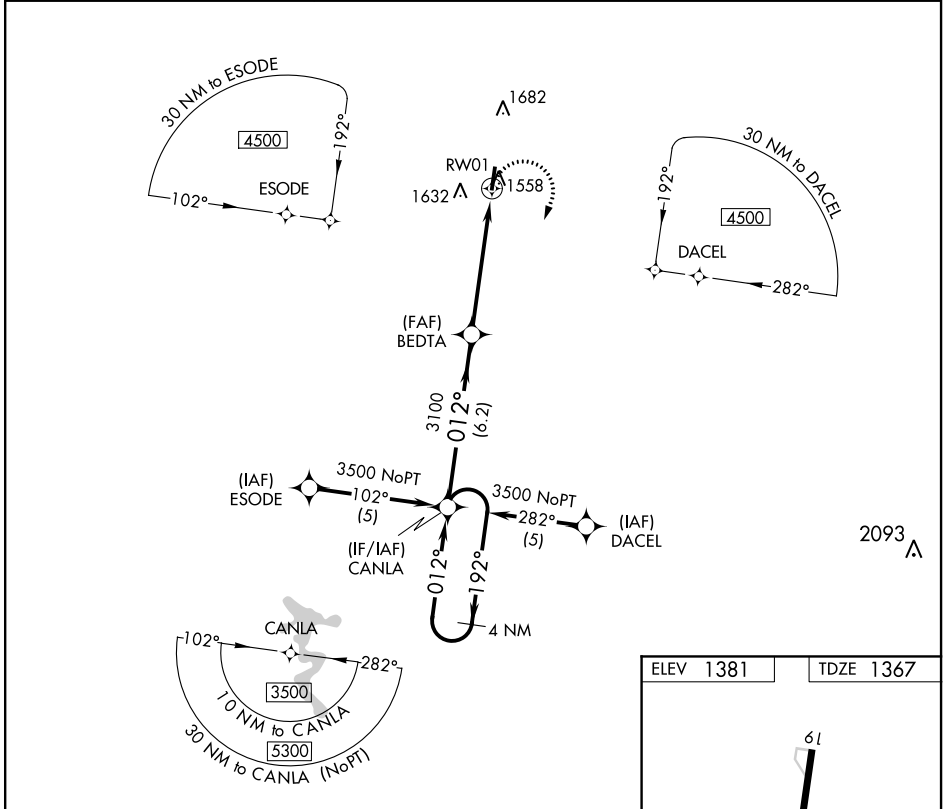 30 NM to ESODE
4500
192°
102°
ESODE
1682
RW01
1632
1558
30 NM to DACEL
192°
4500
DACEL
282°
(FAF)
BEDTA
3100
012°
(6.2)
(IAF)
ESODE
3500 NoPT
102°
(5)
3500 NoPT
282°
(5)
(IAF)
DACEL
(IF/IAF)
CANLA
012°
192°
4 NM
2093
CANLA
102°
282°
3500
10 NM to CANLA
5300
30 NM to CANLA (NoPT)
ELEV 1381
TDZE 1367
19